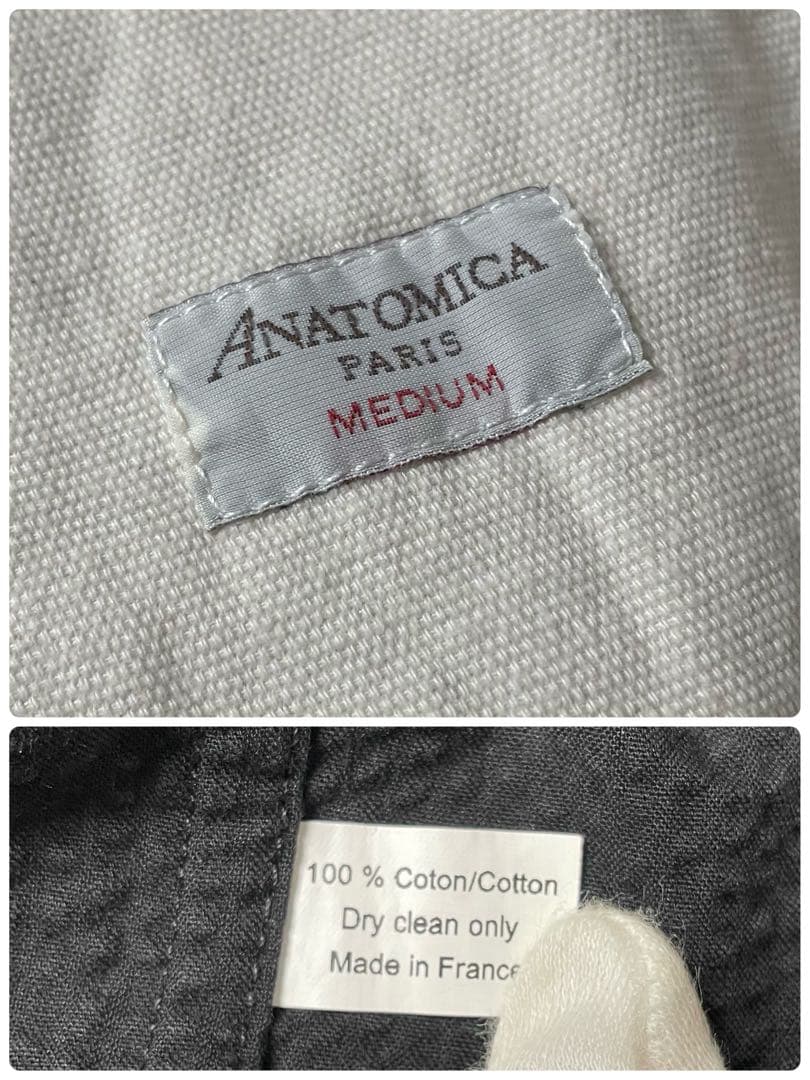 ANATOMICA
PARIS
MEDIUM
100 % Coton/Cotton
Dry clean only
Made in France